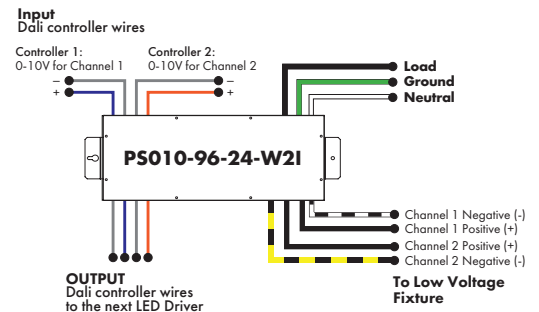 Input
Dali controller wires
Controller 1:
0-10V for Channel 1
Controller 2:
0-10V for Channel 2
–
+
–
+
Load
Ground
Neutral
PS010-96-24-W2I
Channel 1 Negative (-)
Channel 1 Positive (+)
Channel 2 Positive (+)
Channel 2 Negative (-)
OUTPUT
Dali controller wires
to the next LED Driver
To Low Voltage
Fixture